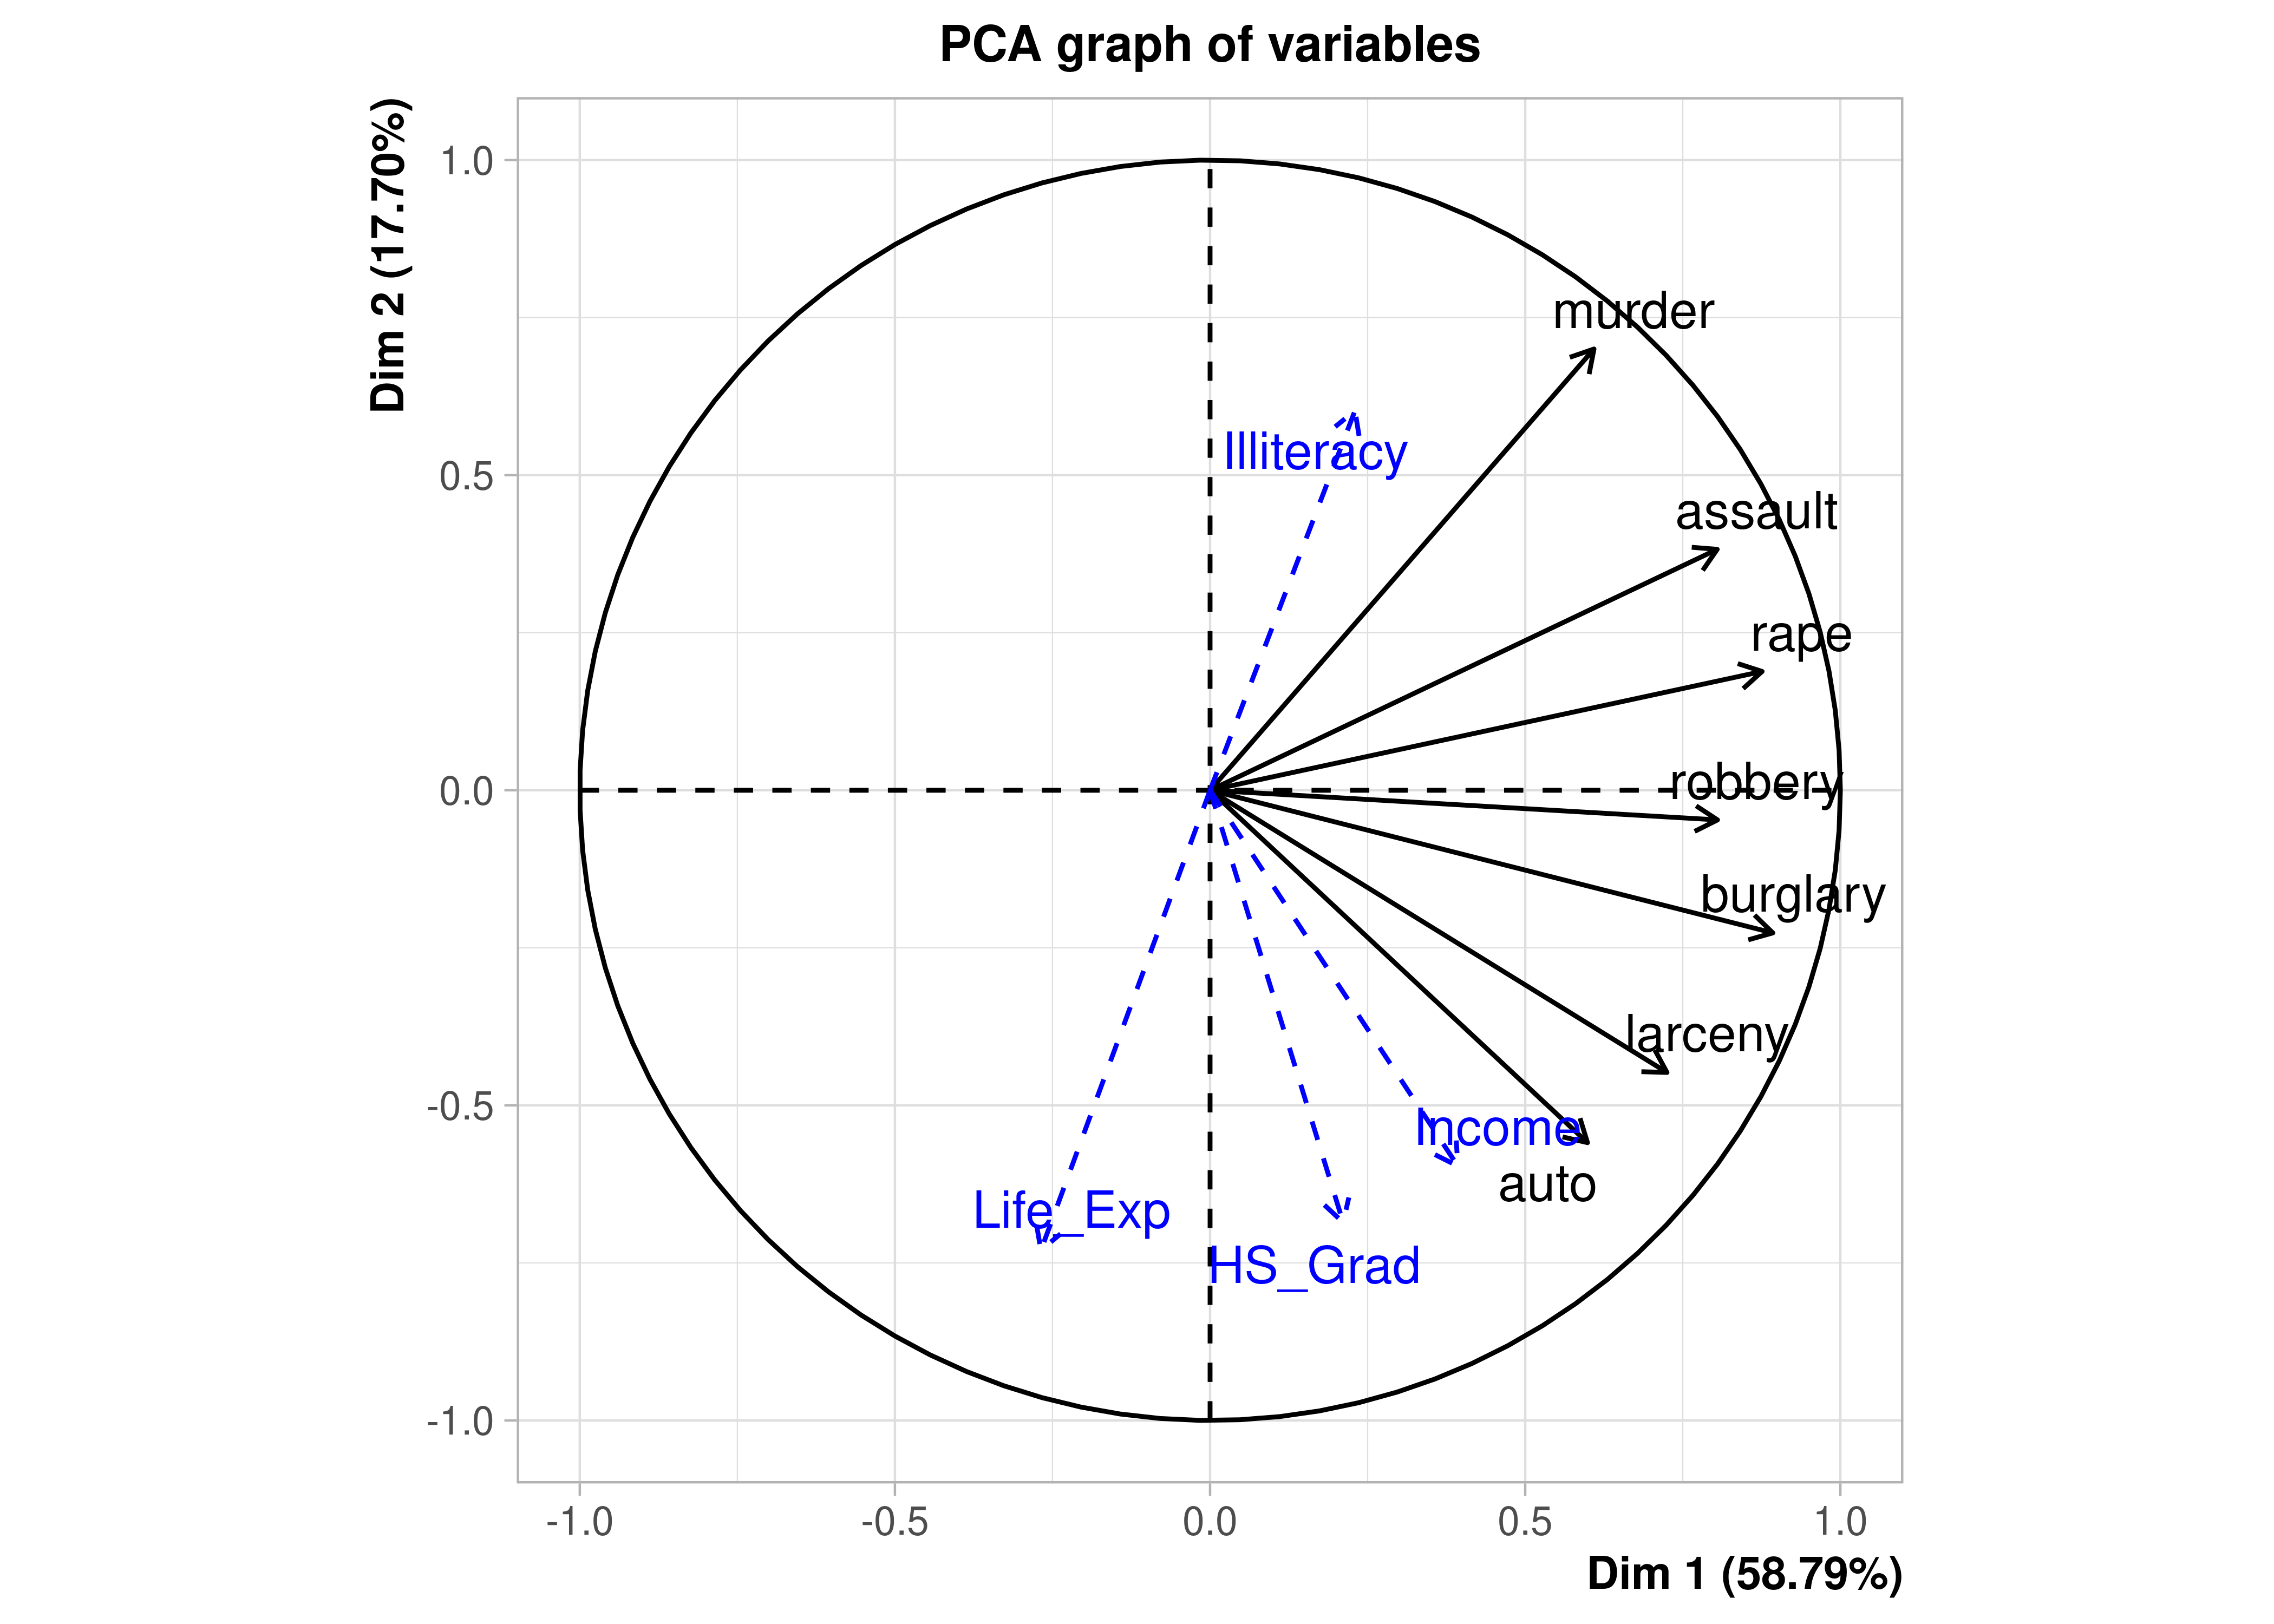 PCA graph of variables
Dim 2 (17.70%)
1.0
0.5
0.0
-0.5
-1.0
murder
Illiteracy
assault
rape
robbery
burglary
larceny
Income
auto
Life_Exp
HS_Grad
-1.0
-0.5
0.0
0.5
1.0
Dim 1 (58.79%)